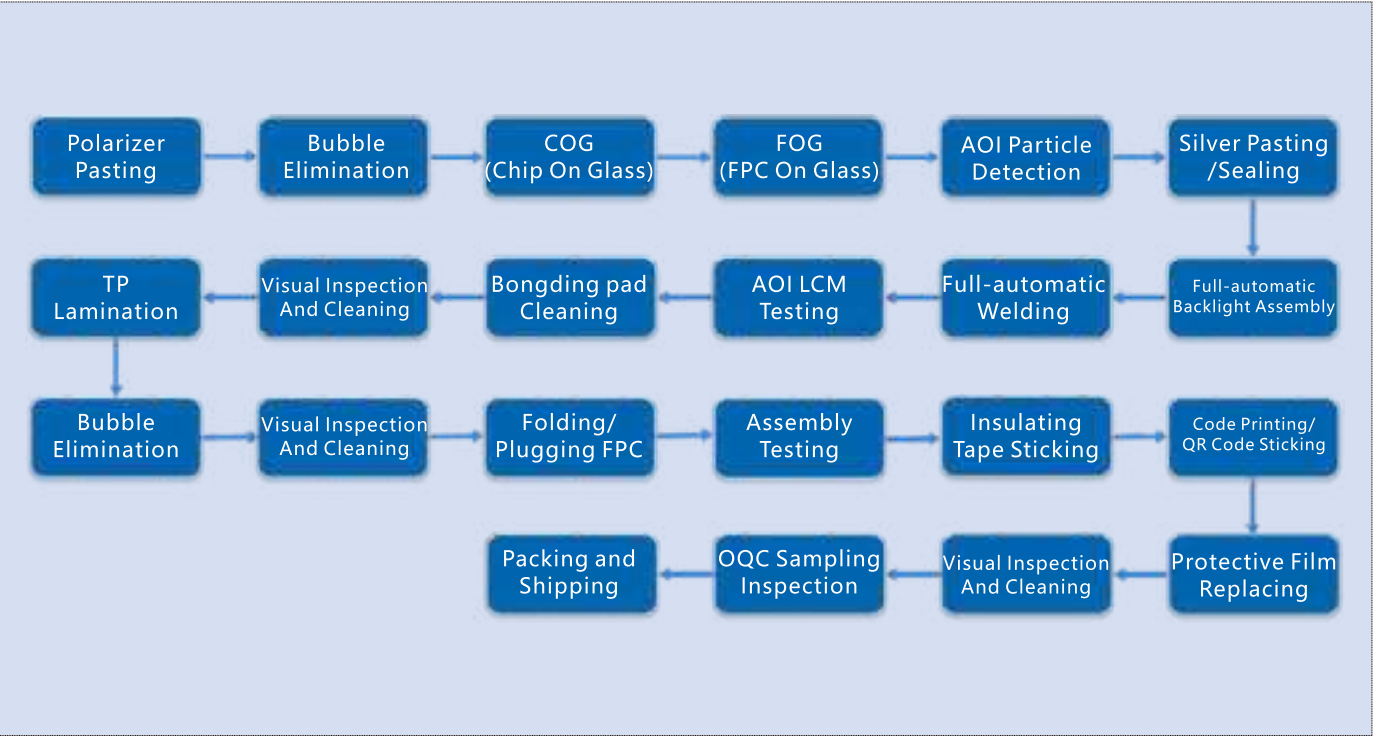 Polarizer
Pasting
Bubble
Elimination
COG
(Chip On Glass)
FOG
(FPC On Glass)
AOI Particle
Detection
Silver Pasting
/Sealing
Full-automatic
Backlight Assembly
Full-automatic
Welding
AOI LCM
Testing
Bongding pad
Cleaning
Visual Inspection
And Cleaning
TP
Lamination
Bubble
Elimination
Visual Inspection
And Cleaning
Folding/
Plugging FPC
Assembly
Testing
Insulating
Tape Sticking
Code Printing/
QR Code Sticking
Protective Film
Replacing
Visual Inspection
And Cleaning
OQC Sampling
Inspection
Packing and
Shipping